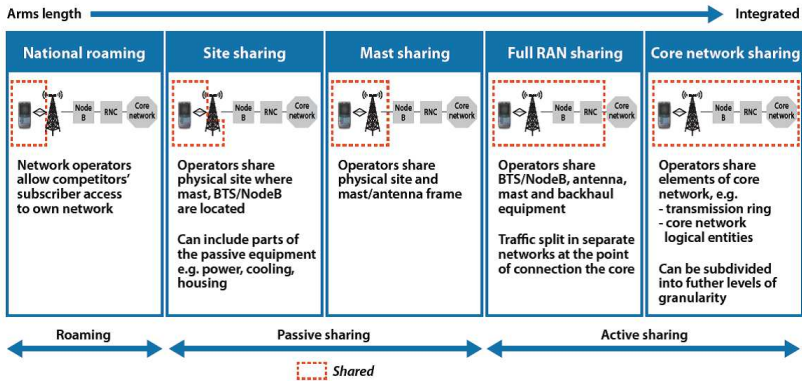 Arms length
Integrated
National roaming
Site sharing
Mast sharing
Full RAN sharing
Core network sharing
Node
B
RNC
Core
network
Node
B
RNC
Core
network
Node
B
RNC
Core
network
Node
B
RNC
Core
network
Node
B
RNC
Core
network
Network operators
allow competitors'
subscriber access
to own network
Operators share
physical site where
mast, BTS/NodeB
are located
Can include parts of
the passive equipment
e.g. power, cooling,
housing
Operators share
physical site and
mast/antenna frame
Operators share
BTS/NodeB, antenna,
mast and backhaul
equipment
Traffic split in separate
networks at the point
of connection the core
Operators share
elements of core
network, e.g.
- transmission ring
- core network
logical entities
Can be subdivided
into futher levels of
granularity
Roaming
Passive sharing
Active sharing
Shared